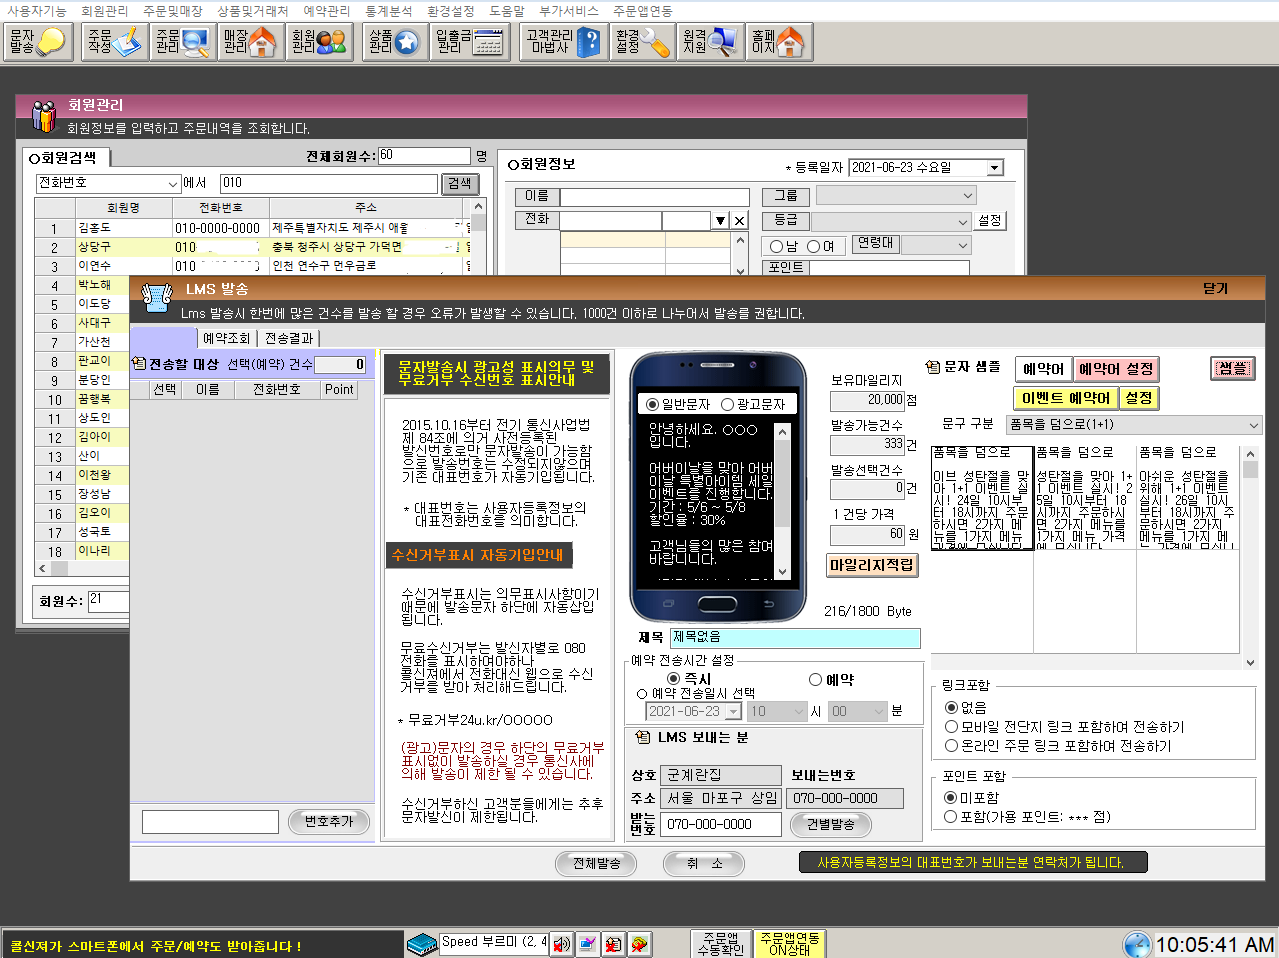 사용자기능 회원관리 주문및매장 상품및거래처 예약관리 통계분석 환경설정 도움말 부가서비스 주문앱연동
문자발송 주문작성 주문관리 매장관리 회원관리 상품관리 입출금관리 고객관리마법사 환경설정 원격지원 홈페이지
회원관리
회원정보를 입력하고 주문내역을 조회합니다.
O회원검색 전체회원수: 60 명
전화번호 에서 010 검색
회원명 전화번호 주소
1 김홍도 010-0000-0000 제주특별자치도 제주시 애월
2 상당구 010 충북 청주시 상당구 가덕면
3 이연수 010 인천 연수구 먼우금로
4 박노해
5 이도당
6 사대구
7 가산천
8 판교이
9 분당인
10 꿈행복
11 상도인
12 김아이
13 산이
14 이천왕
15 장성남
16 김오이
17 성국토
18 이나리
회원수: 21
O회원정보 * 등록일자 2021-06-23 수요일
이름 그룹
전화 등급 설정
남 여 연령대
포인트
LMS 발송 닫기
Lms 발송시 한번에 많은 건수를 발송 할 경우 오류가 발생할 수 있습니다. 1000건 이하로 나누어서 발송를 권합니다.
예약조회 전송결과
전송할 대상 선택(예약) 건수 0
선택 이름 전화번호 Point
번호추가
문자발송시 광고성 표시의무 및
무료거부 수신번호 표시안내
2015.10.16부터 전기 통신사업법
제 84조에 의거 사전등록된
발신번호로만 문자발송이 가능함
으로 발송번호는 수정되지않으며
기존 대표번호가 자동기입됩니다.
* 대표번호는 사용자등록정보의
대표전화번호을 의미합니다.
수신거부표시 자동기입안내
수신거부표시는 의무표시사항이기
때문에 발송문자 하단에 자동삽입
됩니다.
무료수신거부는 발신자별로 080
전화를 표시하여야하나
콜신져에서 전화대신 웹으로 수신
거부를 받아 처리해드립니다.
* 무료거부24u.kr/OOOOO
(광고)문자의 경우 하단의 무료거부
표시없이 발송하실 경우 통신사에
의해 발송이 제한 될 수 있습니다.
수신거부하신 고객분들에게는 추후
문자발신이 제한됩니다.
일반문자 광고문자
안녕하세요. OOO
입니다.
어버이날을 맞아 어버
이날 특별아이템 세일
이벤트을 진행합니다.
기간 : 5/6 ~ 5/8
할인율 : 30%
고객님들의 많은 참여
바랍니다.
보유마일리지
20,000 점
발송가능건수
333 건
발송선택건수
0 건
1 건당 가격
60 원
마일리지적립
216/1800 Byte
제목 제목없음
예약 전송시간 설정
즉시 예약
예약 전송일시 선택
2021-06-23 10 시 00 분
LMS 보내는 분
상호 군계란집 보내는번호
주소 서울 마포구 상암 070-000-0000
받는번호 070-000-0000 건별발송
문자 샘플 예약어 예약어 설정 샘플
이벤트 예약어 설정
문구 구분 품목을 덤으로(1+1)
품목을 덤으로
이브 성탄절을 맞
아 1+1 이벤트 실
시! 24일 10시부
터 18시까지 주문
하시면 2가지 메
뉴를 1가지 메뉴
품목을 덤으로
성탄절을 맞아 1+
1 이벤트 실시! 2
5일 10시부터 18
시까지 주문하시
면 2가지 메뉴를
1가지 메뉴 가격
품목을 덤으로
아쉬운 성탄절을
위해 1+1 이벤트
실시! 26일 10시
부터 18시까지 주
문하시면 2가지
메뉴를 1가지 메
링크포함
없음
모바일 전단지 링크 포함하여 전송하기
온라인 주문 링크 포함하여 전송하기
포인트 포함
미포함
포함(가용 포인트: *** 점)
전체발송 취 소 사용자등록정보의 대표번호가 보내는분 연락처가 됩니다.
콜신져가 스마트폰에서 주문/예약도 받아줍니다 ! Speed 부르미 (2, 4 주문앱수동확인 주문앱연동ON상태 10:05:41 AM